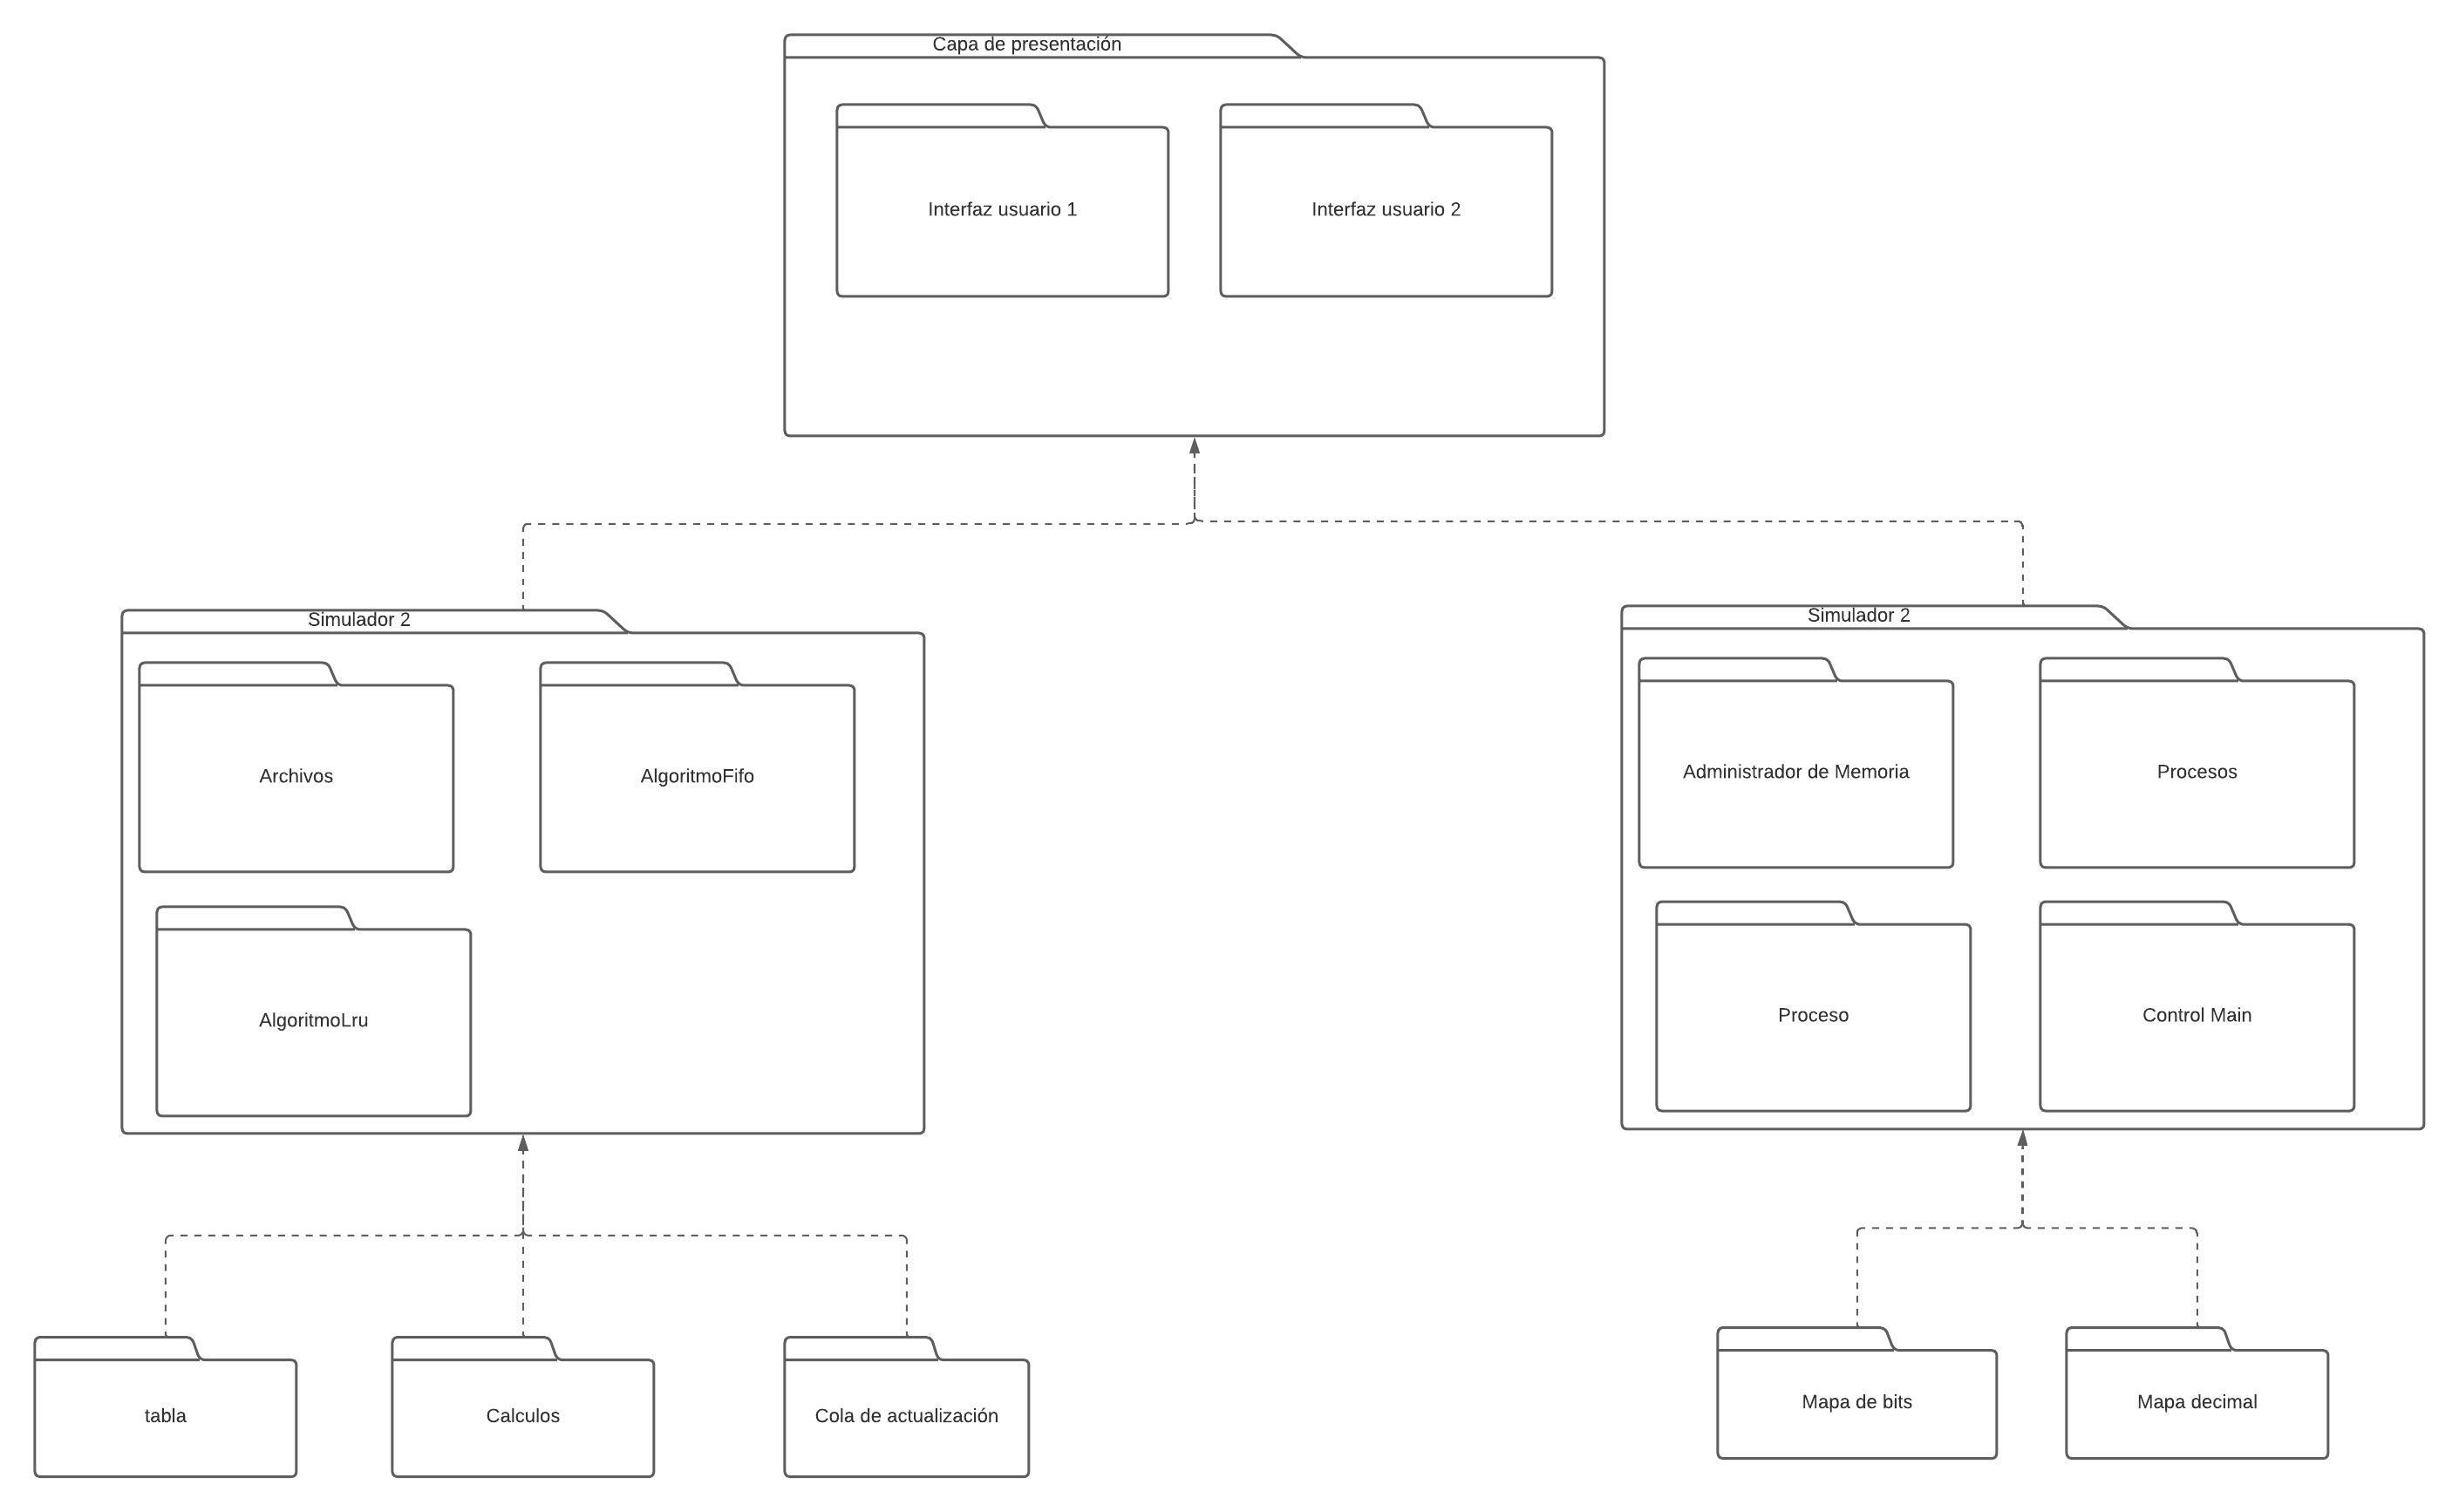 Capa de presentación
Interfaz usuario 1
Interfaz usuario 2
Simulador 2
Archivos
AlgoritmoFifo
AlgoritmoLru
Simulador 2
Administrador de Memoria
Procesos
Proceso
Control Main
tabla
Calculos
Cola de actualización
Mapa de bits
Mapa decimal